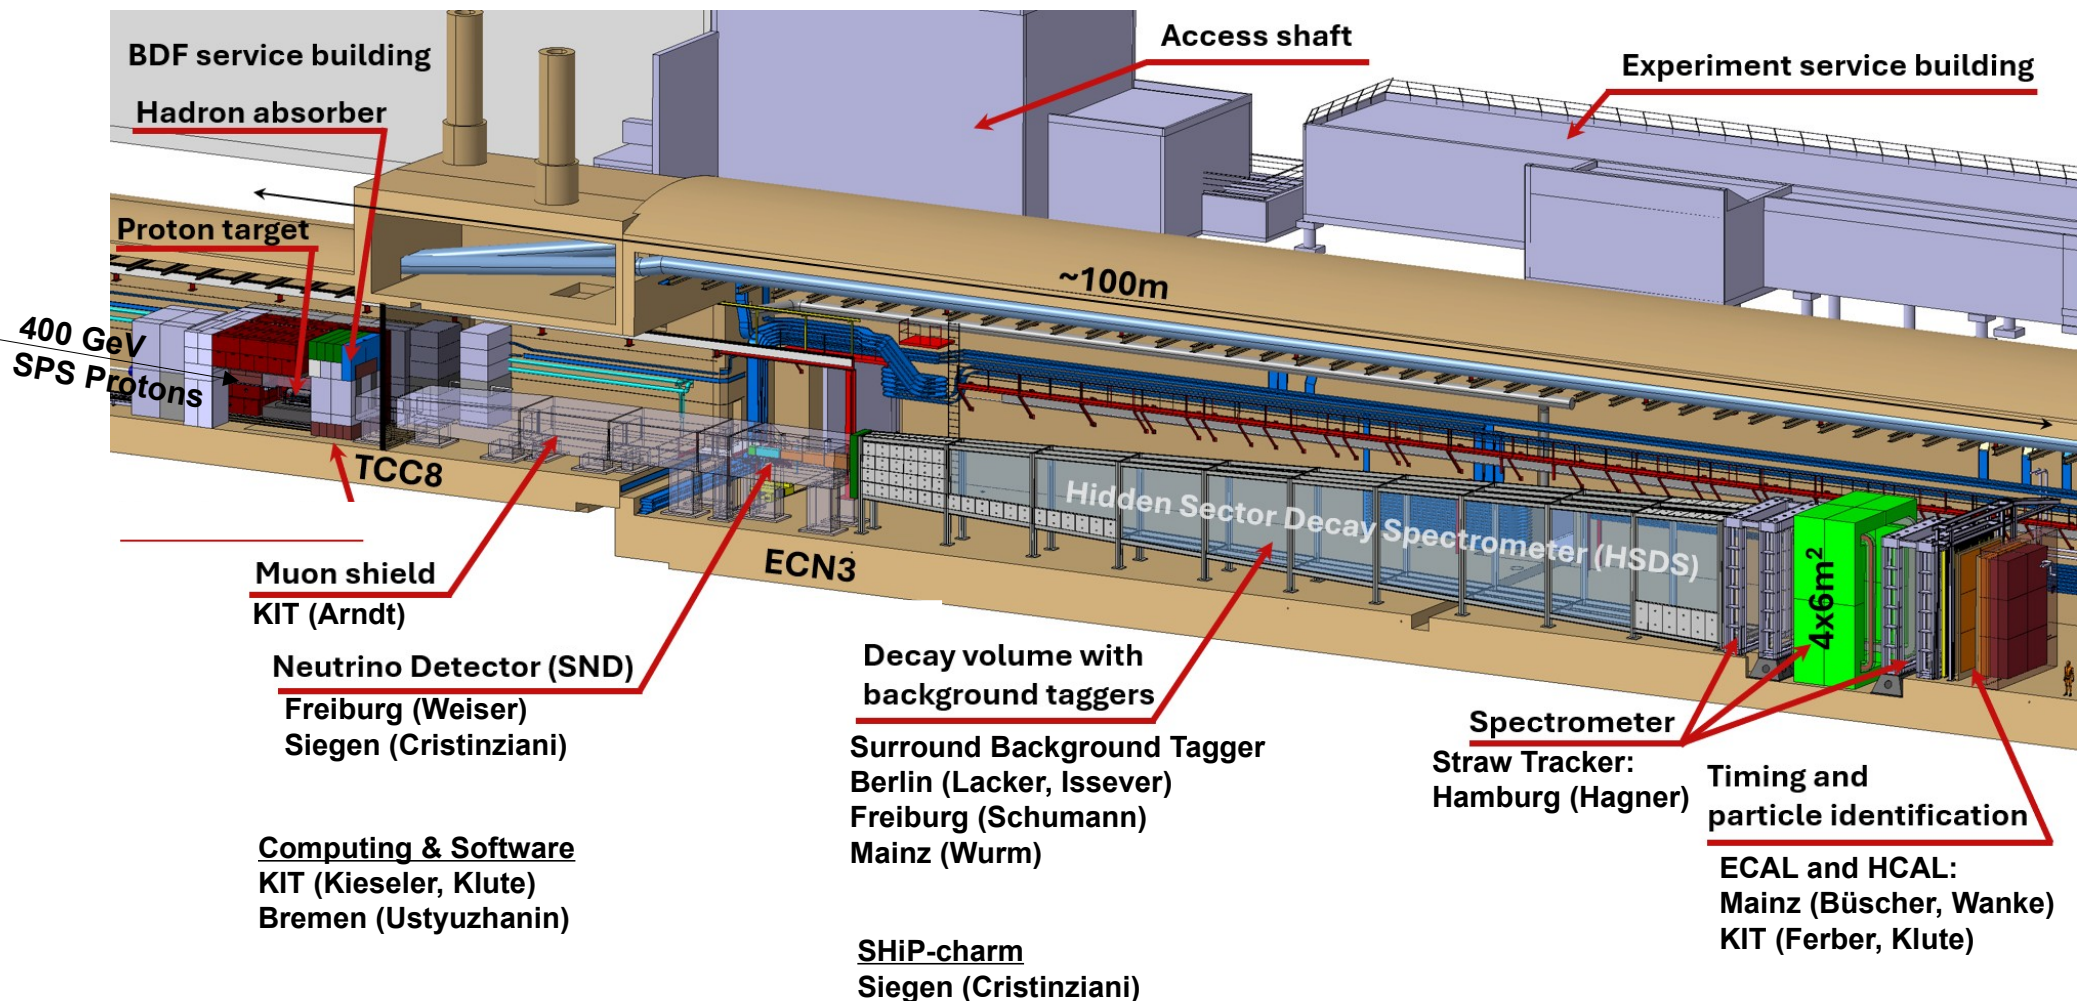 BDF service building
Hadron absorber
Access shaft
Experiment service building
Proton target
~100m
400 GeV
SPS Protons
TCC8
ECN3
Hidden Sector Decay Spectrometer (HSDS)
4x6m²
Muon shield
KIT (Arndt)
Neutrino Detector (SND)
Freiburg (Weiser)
Siegen (Cristinziani)
Decay volume with
background taggers
Surround Background Tagger
Berlin (Lacker, Issever)
Freiburg (Schumann)
Mainz (Wurm)
Spectrometer
Straw Tracker:
Hamburg (Hagner)
Timing and
particle identification
ECAL and HCAL:
Mainz (Büscher, Wanke)
KIT (Ferber, Klute)
Computing & Software
KIT (Kieseler, Klute)
Bremen (Ustyuzhanin)
SHiP-charm
Siegen (Cristinziani)